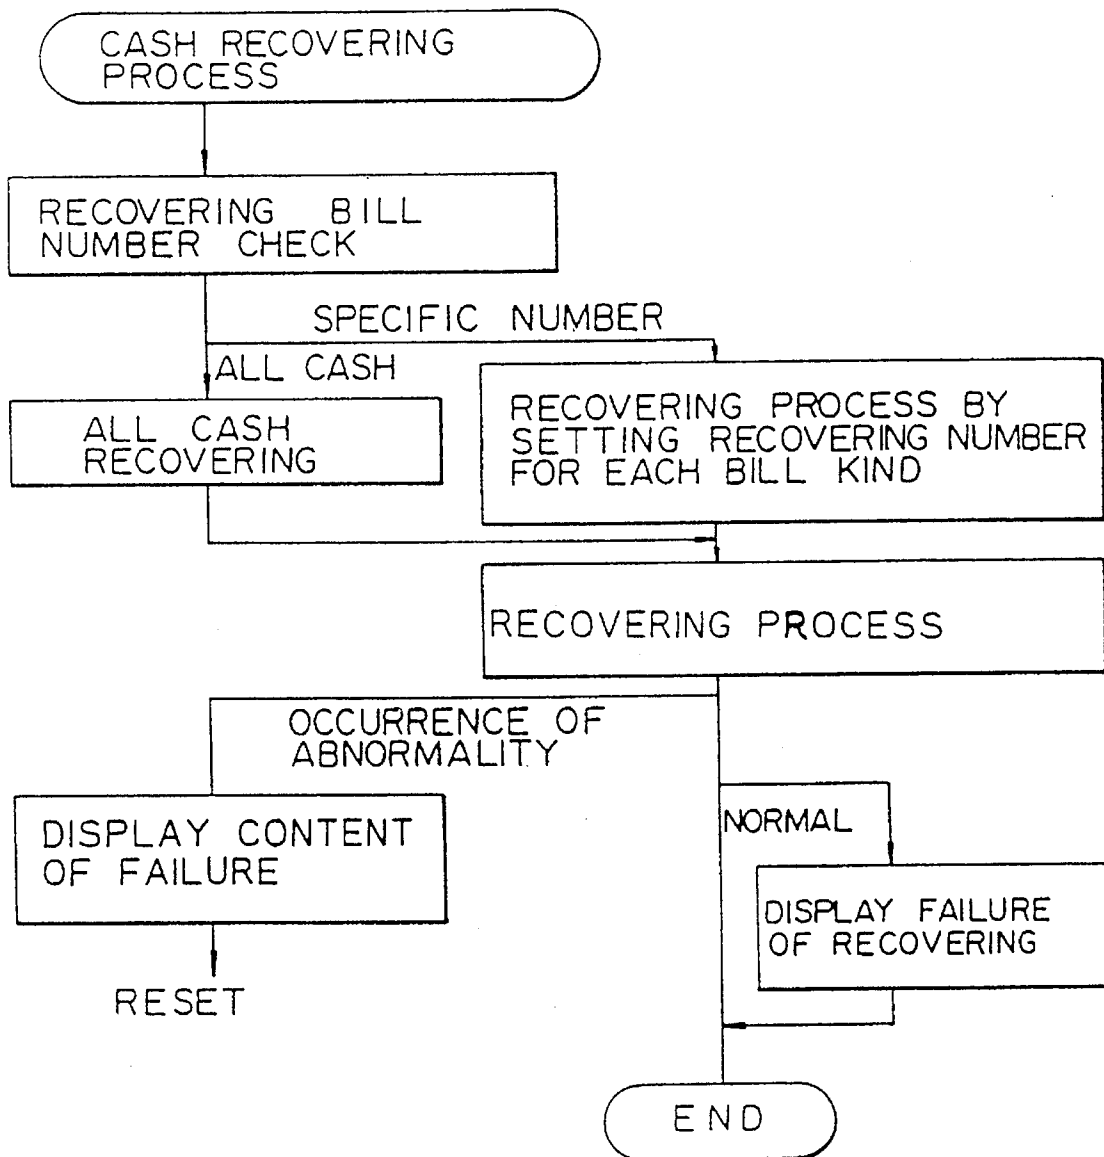 CASH RECOVERING
PROCESS
RECOVERING BILL
NUMBER CHECK
SPECIFIC NUMBER
ALL CASH
ALL CASH
RECOVERING
RECOVERING PROCESS BY
SETTING RECOVERING NUMBER
FOR EACH BILL KIND
RECOVERING PROCESS
OCCURRENCE OF
ABNORMALITY
NORMAL
DISPLAY CONTENT
OF FAILURE
DISPLAY FAILURE
OF RECOVERING
RESET
END